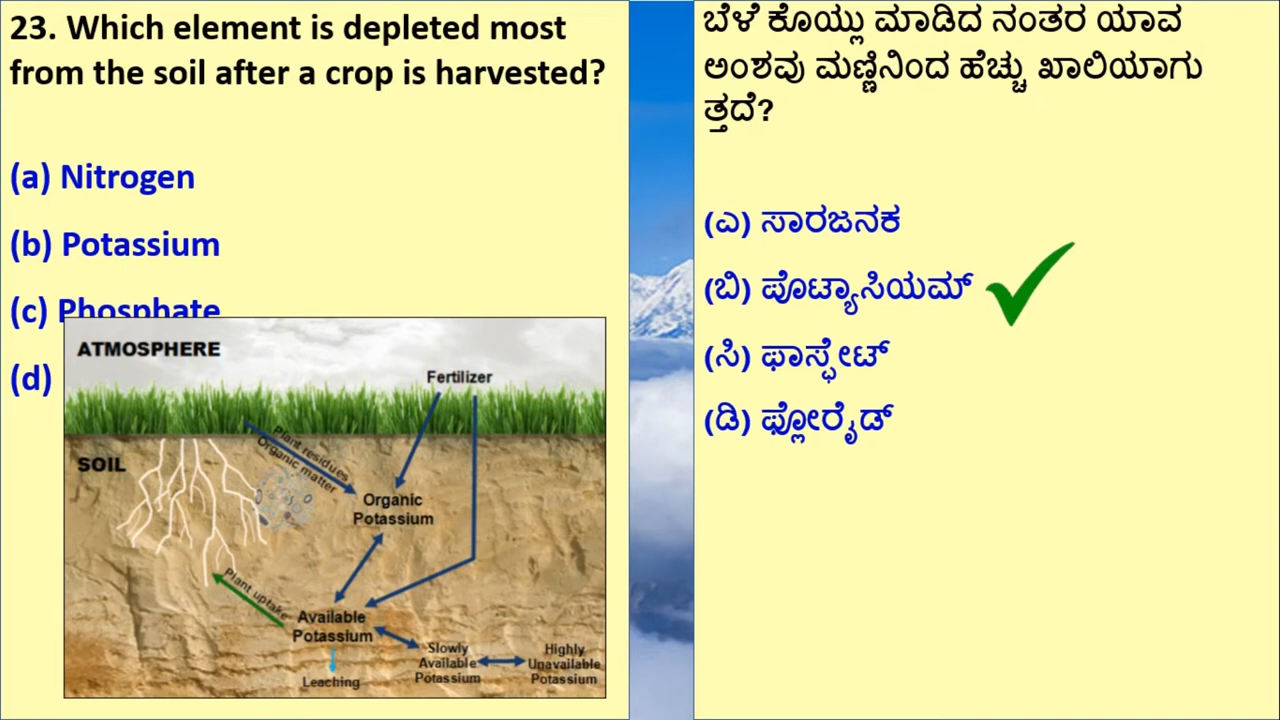 23. Which element is depleted most
from the soil after a crop is harvested?
(a) Nitrogen
(b) Potassium
(c) Phosphate
(d)
ATMOSPHERE
Fertilizer
SOIL
Plant residues
Organic matter
Organic
Potassium
Plant uptake
Available
Potassium
Slowly
Available
Potassium
Highly
Unavailable
Potassium
Leaching
ಬೆಳೆ ಕೊಯ್ಲು ಮಾಡಿದ ನಂತರ ಯಾವ
ಅಂಶವು ಮಣ್ಣಿನಿಂದ ಹೆಚ್ಚು ಖಾಲಿಯಾಗು
ತ್ತದೆ?
(ಎ) ಸಾರಜನಕ
(ಬಿ) ಪೊಟ್ಯಾಸಿಯಮ್
(ಸಿ) ಫಾಸ್ಫೇಟ್
(ಡಿ) ಫ್ಲೋರೈಡ್